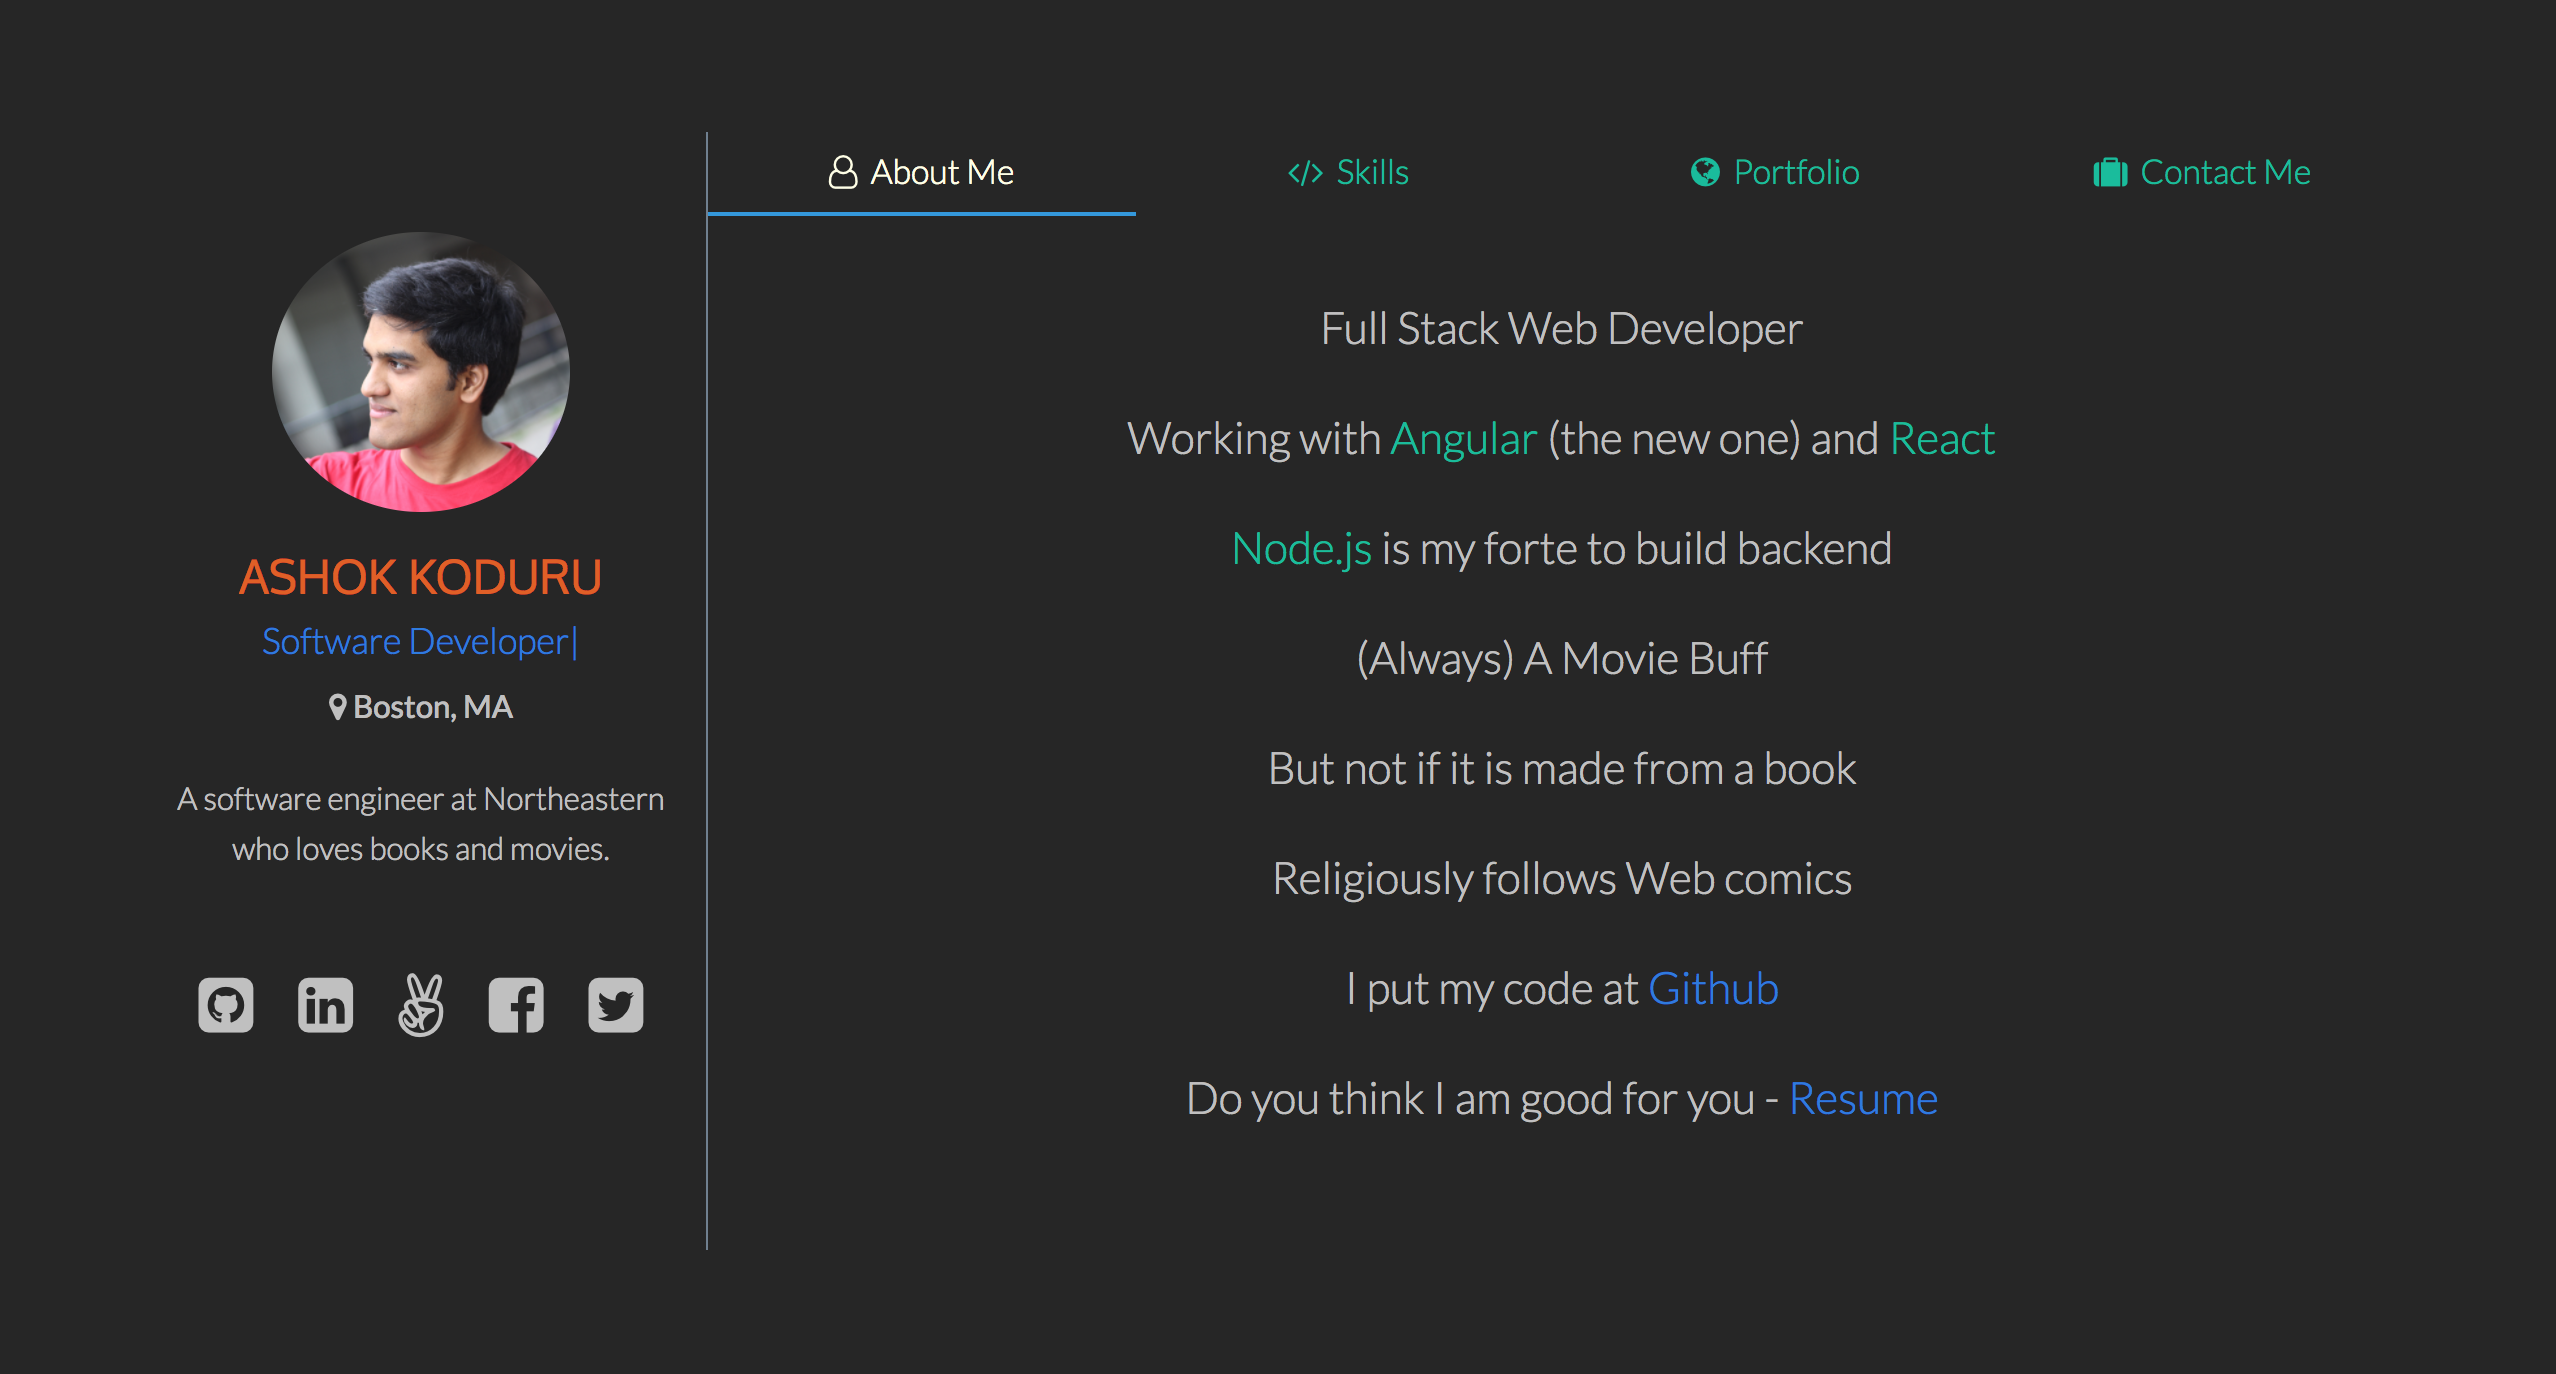 About Me
Skills
Portfolio
Contact Me
ASHOK KODURU
Software Developer|
Boston, MA
A software engineer at Northeastern
who loves books and movies.
Full Stack Web Developer
Working with Angular (the new one) and React
Node.js is my forte to build backend
(Always) A Movie Buff
But not if it is made from a book
Religiously follows Web comics
I put my code at Github
Do you think I am good for you - Resume